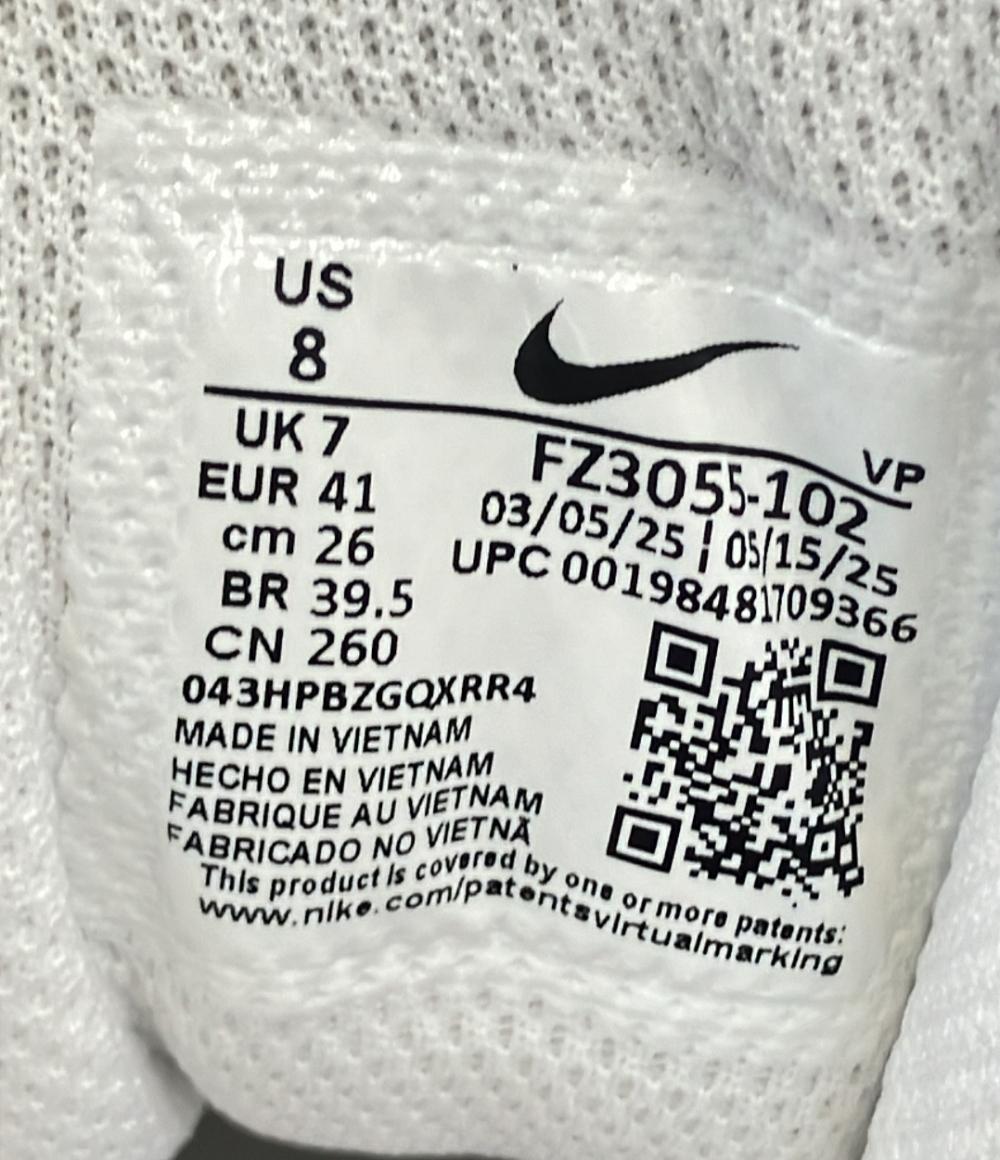 US
8
UK 7
EUR 41
cm 26
BR 39.5
CN 260
043HPBZGQXRR4
MADE IN VIETNAM
HECHO EN VIETNAM
FABRIQUE AU VIETNAM
FABRICADO NO VIETNÃ
This product is covered by one or more patents:
www.nike.com/patentsvirtualmarking
VP
FZ3055-102
03/05/25 | 05/15/25
UPC 00198481709366